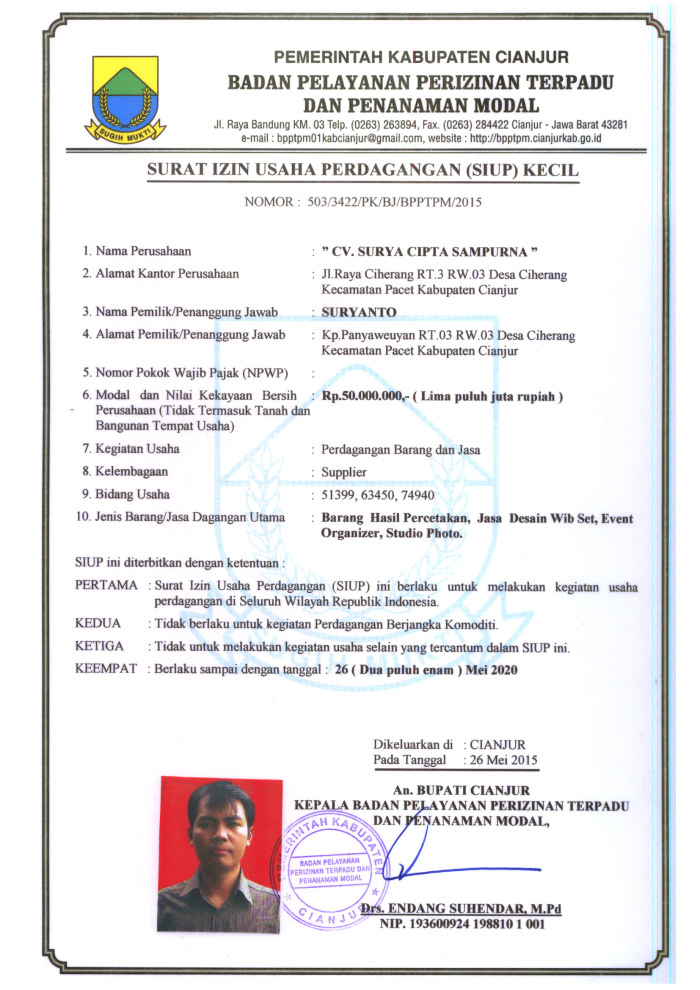 PEMERINTAH KABUPATEN CIANJUR
BADAN PELAYANAN PERIZINAN TERPADU
DAN PENANAMAN MODAL
Jl. Raya Bandung KM. 03 Telp. (0263) 263894, Fax. (0263) 284422 Cianjur - Jawa Barat 43281
e-mail : bpptpm01kabcianjur@gmail.com, website : http://bpptpm.cianjurkab.go.id
SUGIH MUKTI
SURAT IZIN USAHA PERDAGANGAN (SIUP) KECIL
NOMOR : 503/3422/PK/BJ/BPPTPM/2015
1. Nama Perusahaan : " CV. SURYA CIPTA SAMPURNA "
2. Alamat Kantor Perusahaan : Jl.Raya Ciherang RT.3 RW.03 Desa Ciherang
Kecamatan Pacet Kabupaten Cianjur
3. Nama Pemilik/Penanggung Jawab : SURYANTO
4. Alamat Pemilik/Penanggung Jawab : Kp.Panyaweuyan RT.03 RW.03 Desa Ciherang
Kecamatan Pacet Kabupaten Cianjur
5. Nomor Pokok Wajib Pajak (NPWP) :
6. Modal dan Nilai Kekayaan Bersih : Rp.50.000.000,- ( Lima puluh juta rupiah )
Perusahaan (Tidak Termasuk Tanah dan
Bangunan Tempat Usaha)
7. Kegiatan Usaha : Perdagangan Barang dan Jasa
8. Kelembagaan : Supplier
9. Bidang Usaha : 51399, 63450, 74940
10. Jenis Barang/Jasa Dagangan Utama : Barang Hasil Percetakan, Jasa Desain Wib Set, Event
Organizer, Studio Photo.
SIUP ini diterbitkan dengan ketentuan :
PERTAMA : Surat Izin Usaha Perdagangan (SIUP) ini berlaku untuk melakukan kegiatan usaha
perdagangan di Seluruh Wilayah Republik Indonesia.
KEDUA : Tidak berlaku untuk kegiatan Perdagangan Berjangka Komoditi.
KETIGA : Tidak untuk melakukan kegiatan usaha selain yang tercantum dalam SIUP ini.
KEEMPAT : Berlaku sampai dengan tanggal : 26 ( Dua puluh enam ) Mei 2020
SUGIH MUKTI
Dikeluarkan di : CIANJUR
Pada Tanggal : 26 Mei 2015
An. BUPATI CIANJUR
KEPALA BADAN PELAYANAN PERIZINAN TERPADU
DAN PENANAMAN MODAL,
PEMERINTAH KABUPATEN
BADAN PELAYANAN
PERIZINAN TERPADU DAN
PENANAMAN MODAL
CIANJUR
Drs. ENDANG SUHENDAR, M.Pd
NIP. 193600924 198810 1 001